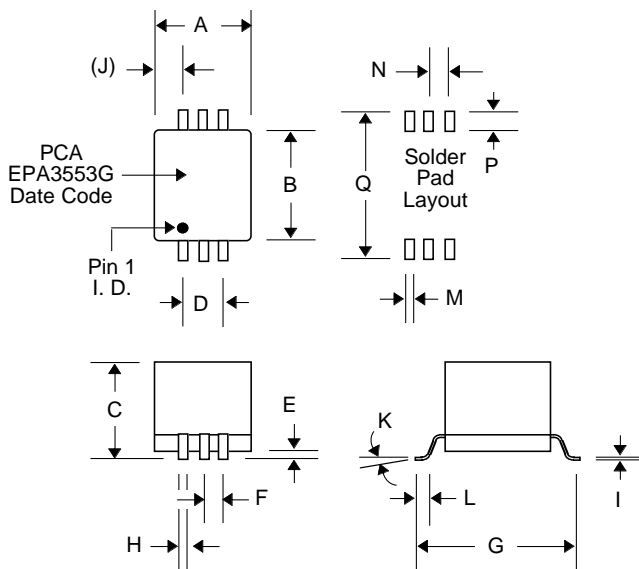 A
(J)
N
PCA
EPA3553G
Date Code
B
Q
Solder
Pad
Layout
P
Pin 1
I. D.
D
M
C
E
K
F
L
I
H
G